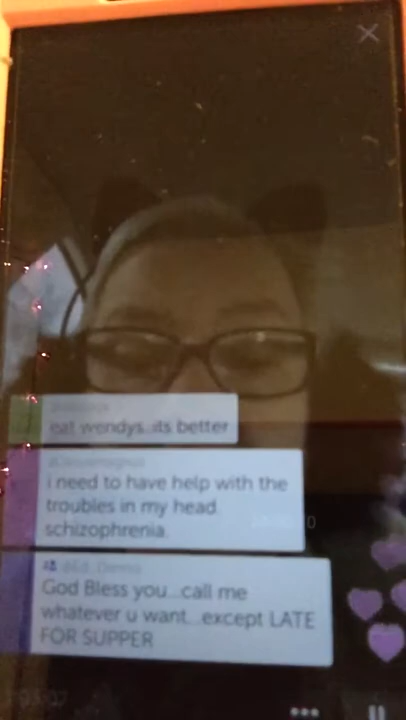 eat wendys..its better
i need to have help with the
troubles in my head.
schizophrenia.
God Bless you...call me
whatever u want...except LATE
FOR SUPPER